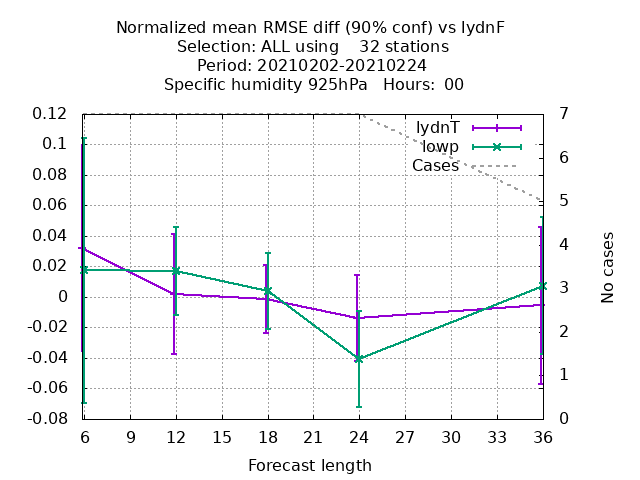 Normalized mean RMSE diff (90% conf) vs IydnF
Selection: ALL using 32 stations
Period: 20210202-20210224
Specific humidity 925hPa Hours: 00
IydnT
lowp
Cases
0.12
0.1
0.08
0.06
0.04
0.02
0
-0.02
-0.04
-0.06
-0.08
7
6
5
4
3
2
1
0
No cases
6 9 12 15 18 21 24 27 30 33 36
Forecast length